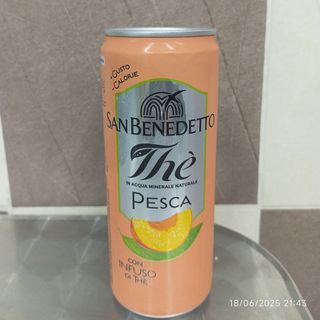 +GUSTO
-CALORIE
SAN BENEDETTO
Thè
IN ACQUA MINERALE NATURALE
PESCA
CON
INFUSO
DI THÈ
18/06/2025 21:43